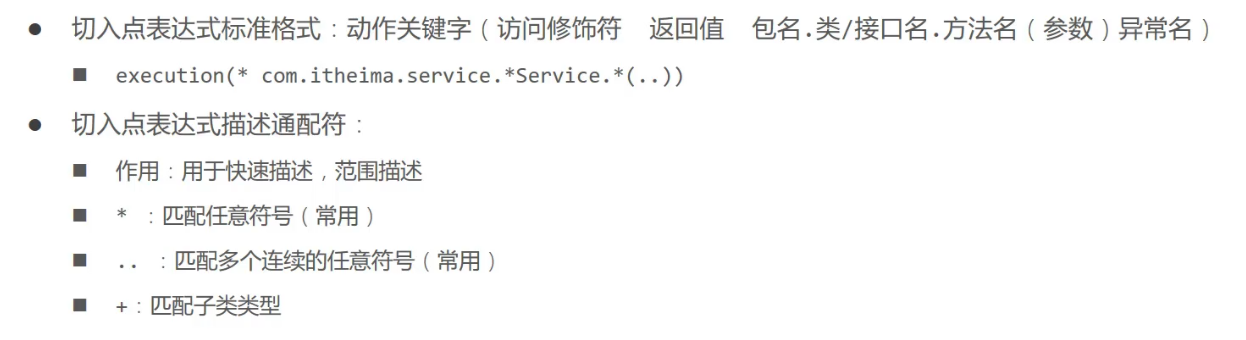 ● 切入点表达式标准格式：动作关键字（访问修饰符 返回值 包名.类/接口名.方法名（参数）异常名）
■ execution(* com.itheima.service.*Service.*(..))
● 切入点表达式描述通配符：
■ 作用：用于快速描述，范围描述
■ * ：匹配任意符号（常用）
■ .. ：匹配多个连续的任意符号（常用）
■ +：匹配子类类型